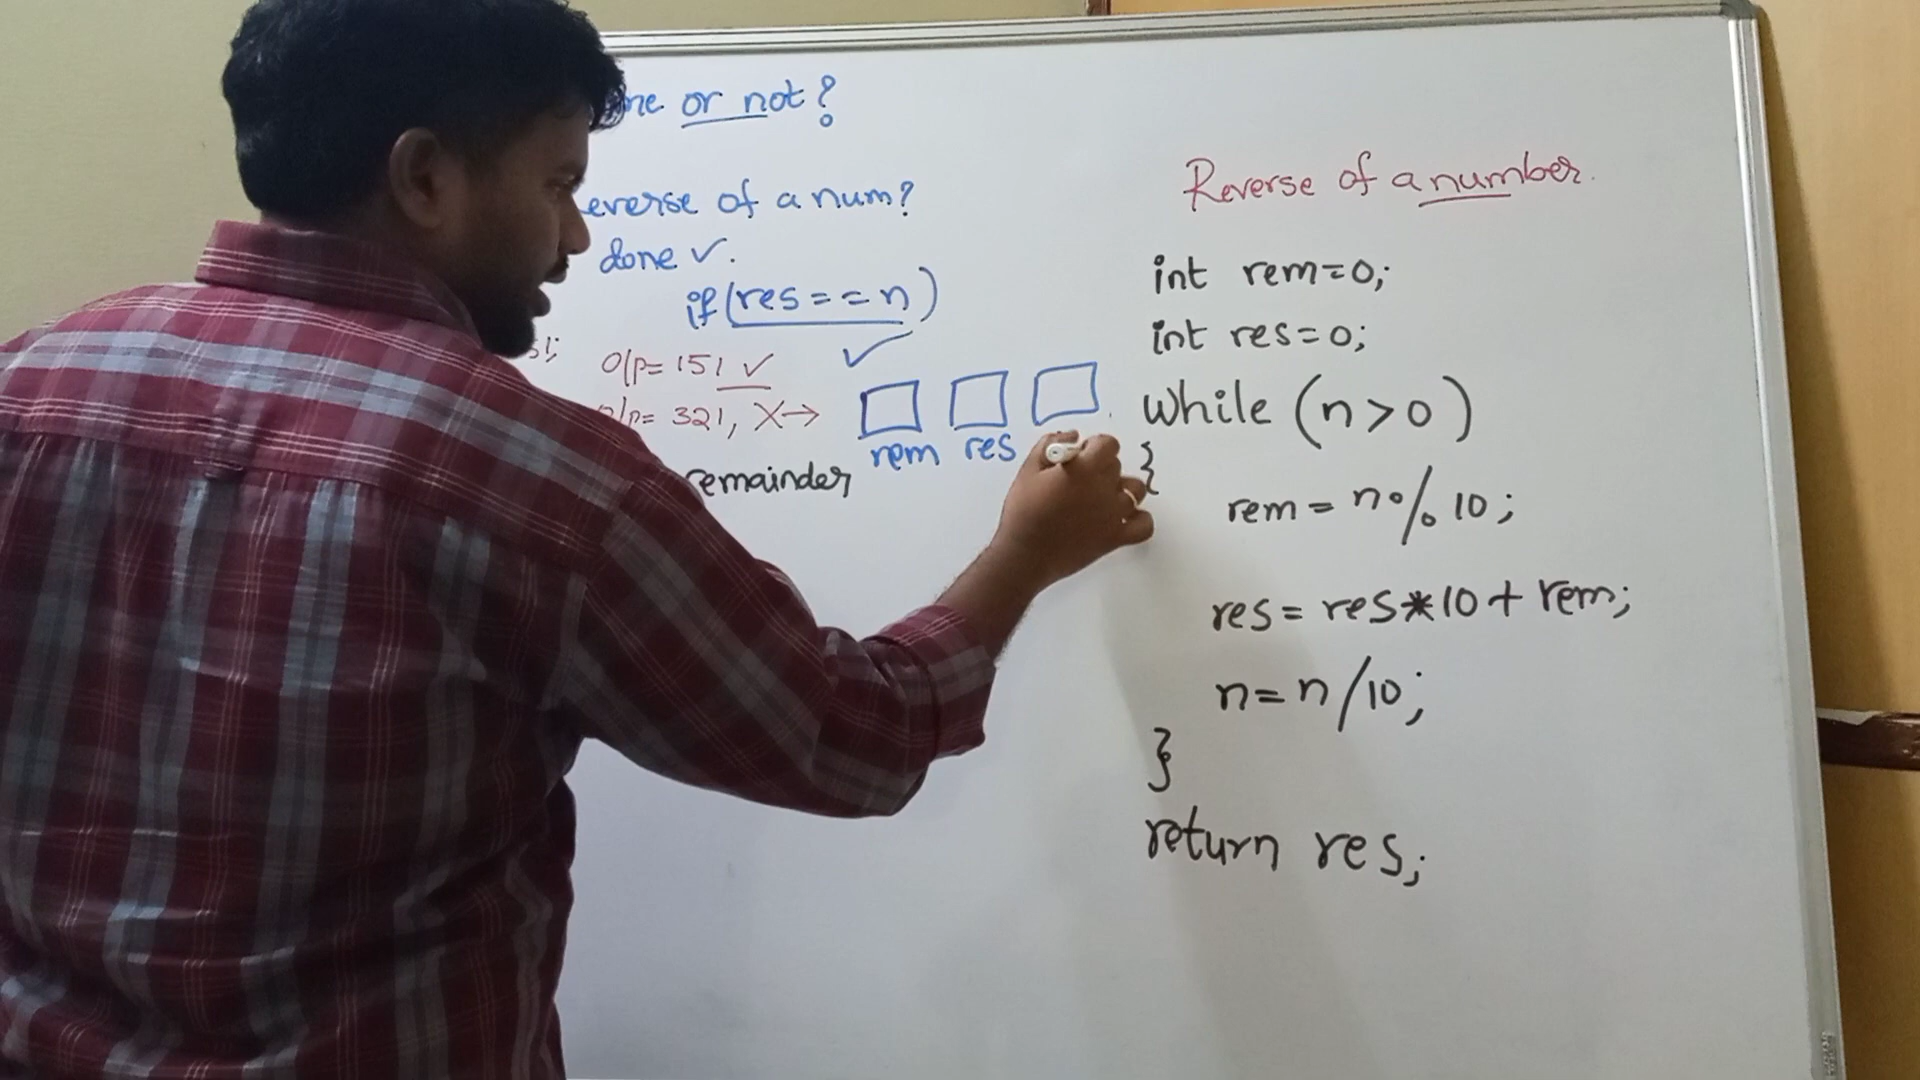 or not?
everse of a num?
done ✓.
if (res==n)
o/p= 151 ✓
o/p= 321, X→
rem res
remainder
Reverse of a number.
int rem=0;
int res=0;
while (n>0)
{
rem = n%10;
res = res*10 + rem;
n = n/10;
}
return res;